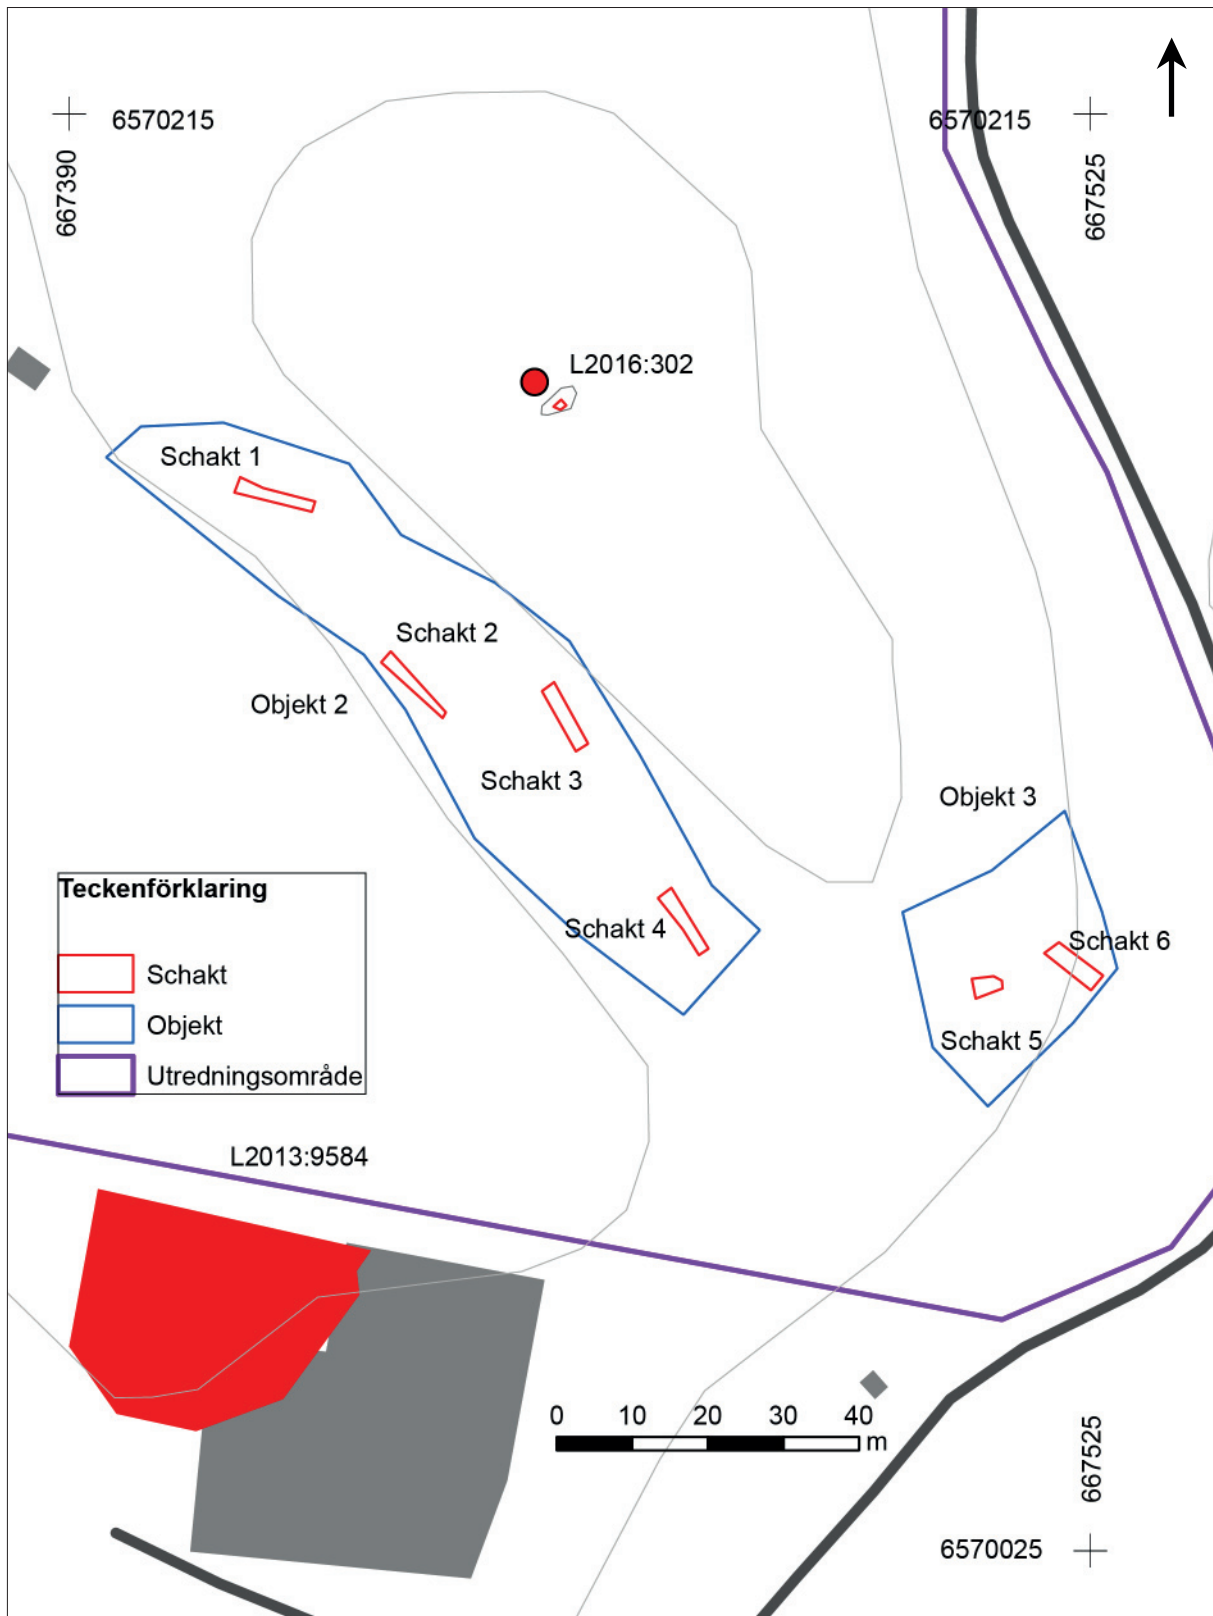 6570215
6570215
667390
667525
L2016:302
Schakt 1
Schakt 2
Objekt 2
Schakt 3
Objekt 3
Schakt 4
Schakt 6
Schakt 5
Teckenförklaring
Schakt
Objekt
Utredningsområde
L2013:9584
0 10 20 30 40
m
667525
6570025